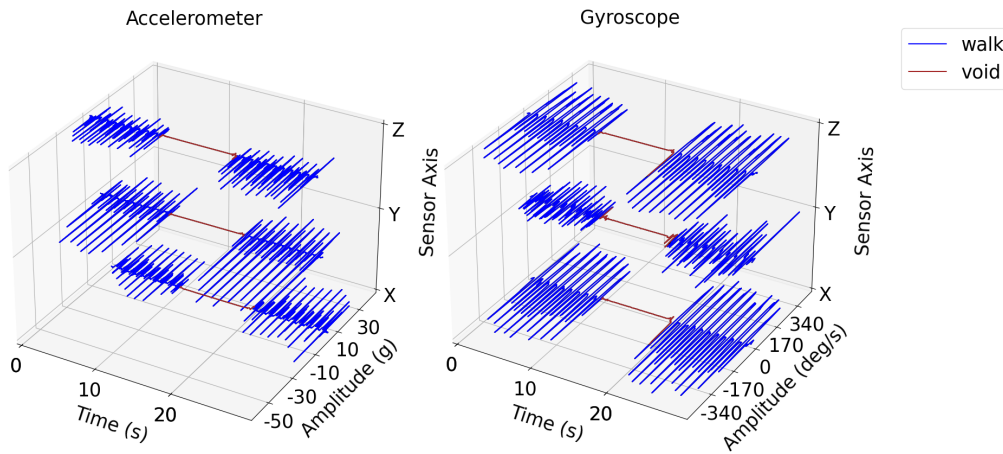 Accelerometer
Gyroscope
walk
void
Z
Y
X
Sensor Axis
Z
Y
X
Sensor Axis
0
10
20
Time (s)
-50
-30
-10
10
30
Amplitude (g)
0
10
20
Time (s)
-340
-170
0
170
340
Amplitude (deg/s)